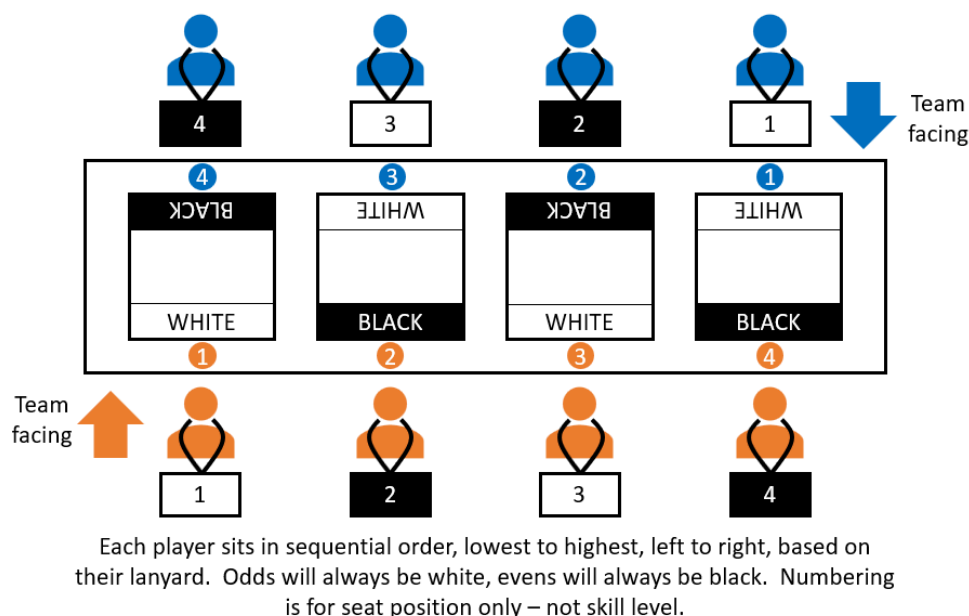 4 3 2 1
Team
facing
4 3 2 1
BLACK WHITE BLACK WHITE
WHITE BLACK WHITE BLACK
1 2 3 4
Team
facing
1 2 3 4
Each player sits in sequential order, lowest to highest, left to right, based on
their lanyard. Odds will always be white, evens will always be black. Numbering
is for seat position only – not skill level.